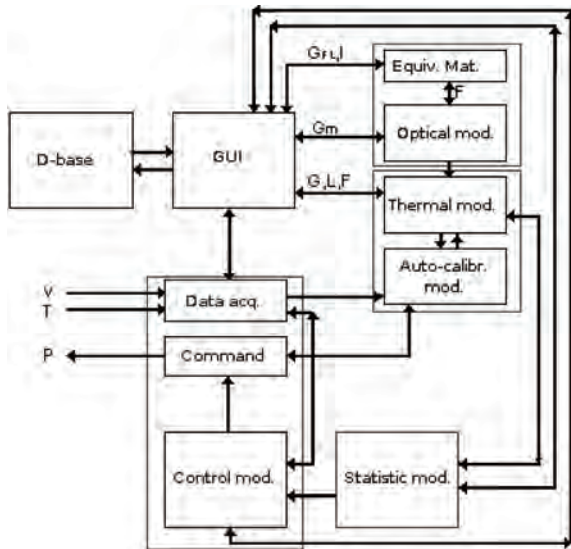 G FL,I
Equiv. Mat.
F
D-base
GUI
Gm
Optical mod.
G,L,F
Thermal mod.
Auto-calibr.
mod.
V
Data acq.
T
P
Command
Control mod.
Statistic mod.